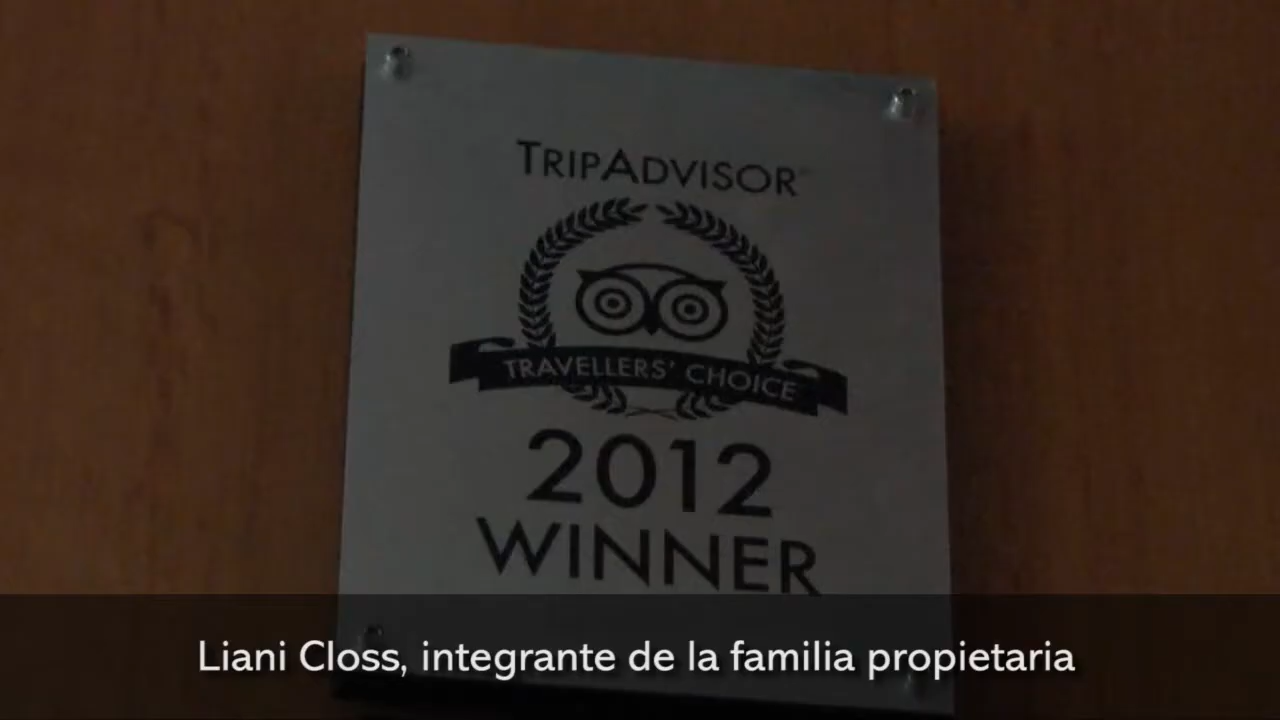 TRIPADVISOR
TRAVELLERS' CHOICE
2012
WINNER
Liani Closs, integrante de la familia propietaria